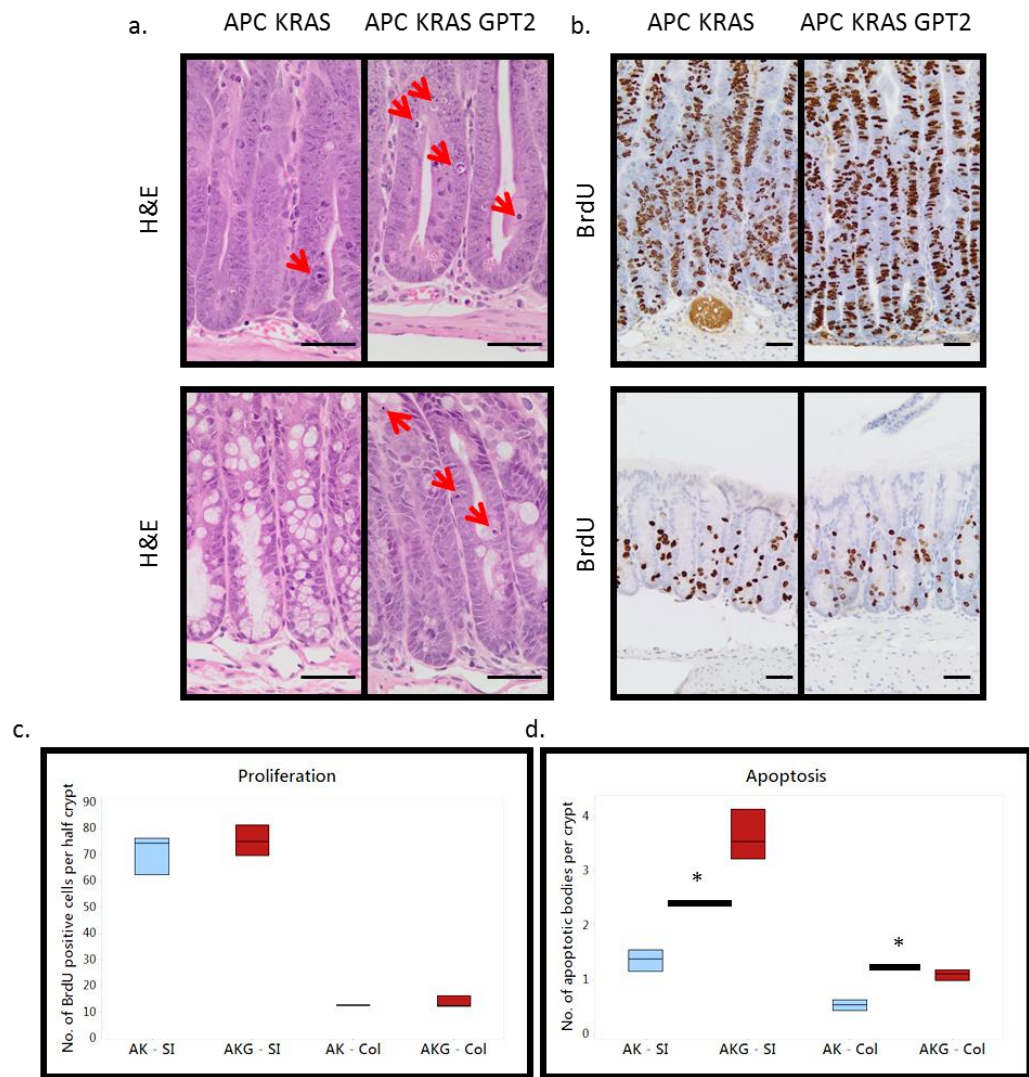 a.
APC KRAS
APC KRAS GPT2
b.
APC KRAS
APC KRAS GPT2
H&E
BrdU
H&E
BrdU
c.
d.
Proliferation
No. of BrdU positive cells per half crypt
90
80
70
60
50
40
30
20
10
0
AK - SI
AKG - SI
AK - Col
AKG - Col
Apoptosis
No. of apoptotic bodies per crypt
4
3
2
1
0
*
*
AK - SI
AKG - SI
AK - Col
AKG - Col